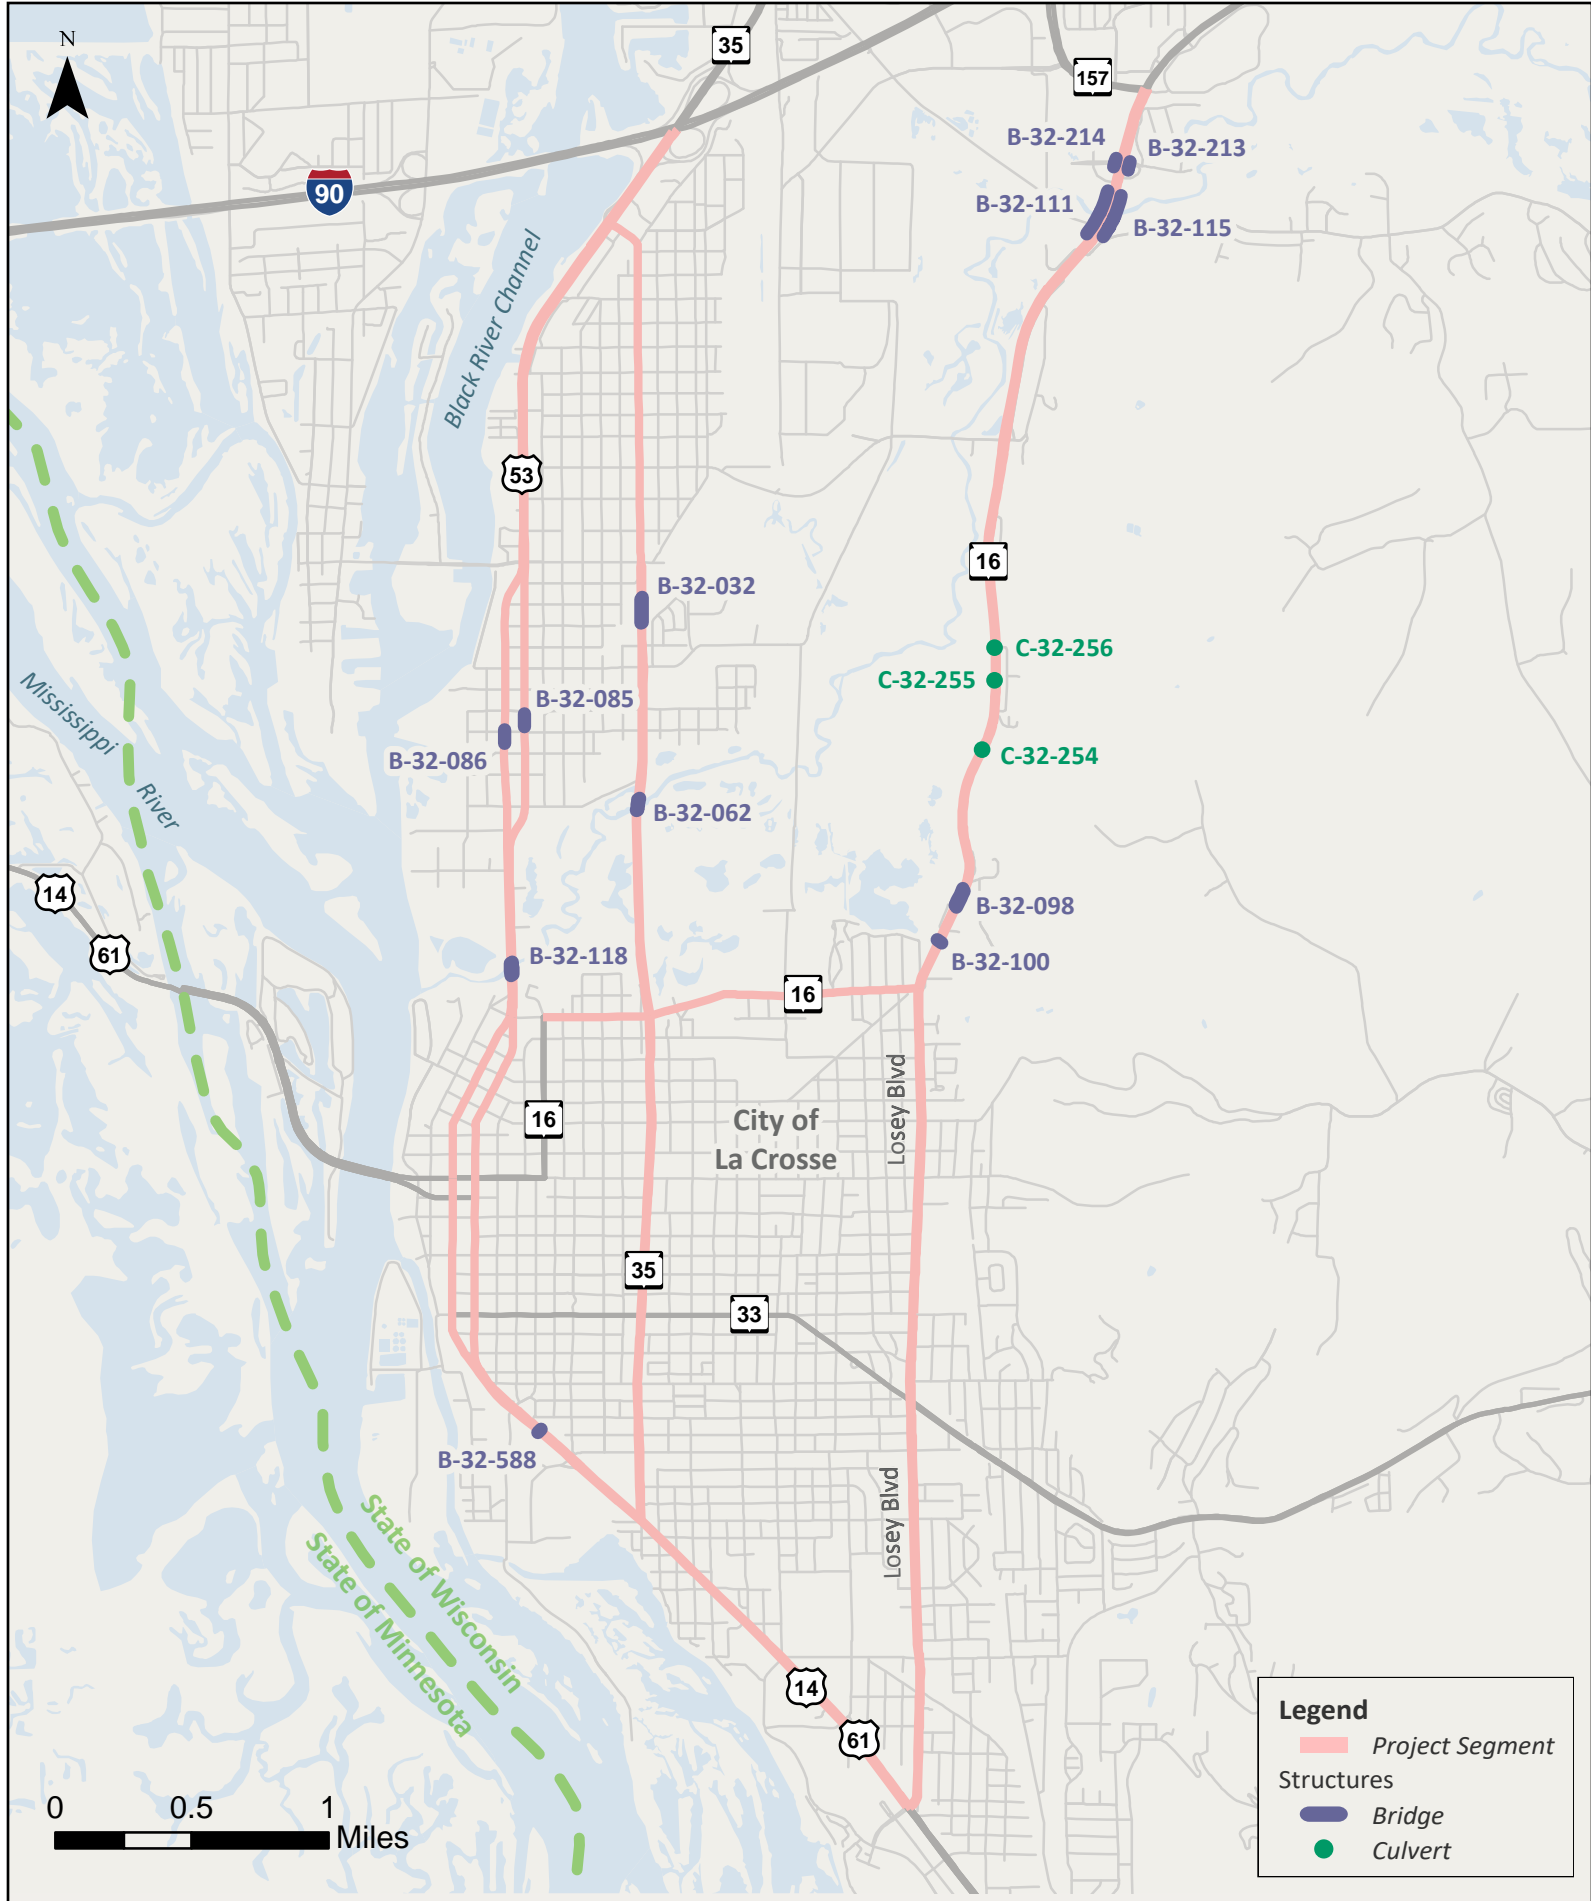 N
35
157
B-32-214
B-32-213
90
B-32-111
B-32-115
Black River Channel
53
16
B-32-032
C-32-256
C-32-255
Mississippi
River
B-32-085
B-32-086
C-32-254
B-32-062
14
61
B-32-098
B-32-118
B-32-100
16
16
City of
La Crosse
Losey Blvd
35
33
B-32-588
Losey Blvd
State of Wisconsin
State of Minnesota
14
61
Legend
Project Segment
Structures
Bridge
Culvert
0 0.5 1
Miles